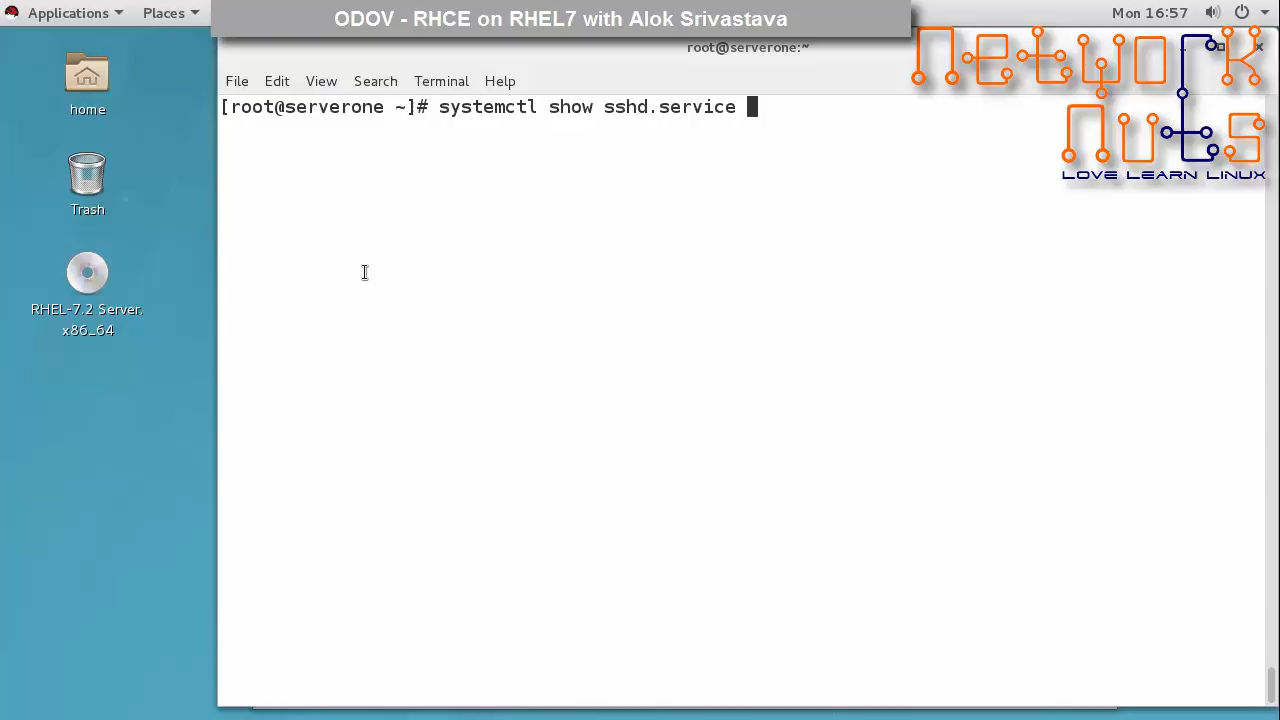 Applications
Places
ODOV - RHCE on RHEL7 with Alok Srivastava
Mon 16:57
root@serverone:~
network
nuts
LOVE LEARN LINUX
File Edit View Search Terminal Help
[root@serverone ~]# systemctl show sshd.service
home
Trash
RHEL-7.2 Server.
x86_64